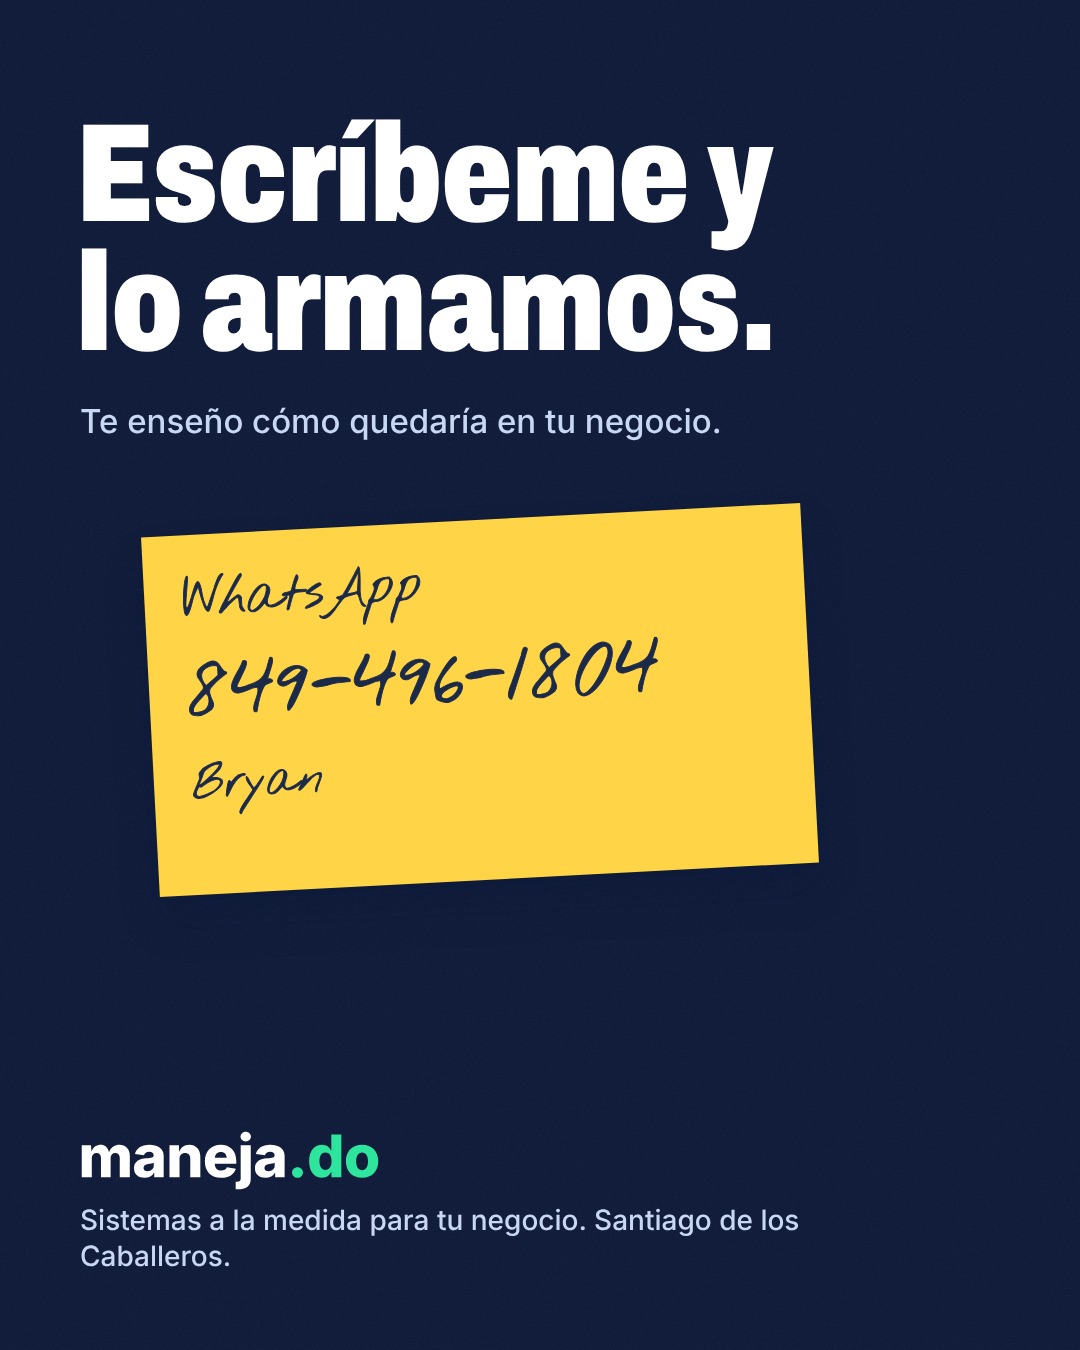 Escríbeme y
lo armamos.
Te enseño cómo quedaría en tu negocio.
WhatsApp
849-496-1804
Bryan
maneja.do
Sistemas a la medida para tu negocio. Santiago de los
Caballeros.